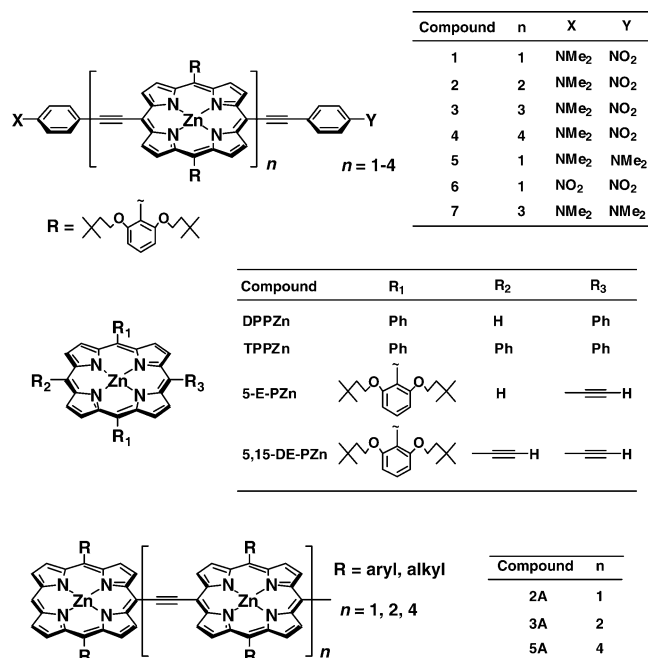 Compound n X Y
1 1 NMe2 NO2
2 2 NMe2 NO2
3 3 NMe2 NO2
4 4 NMe2 NO2
5 1 NMe2 NMe2
6 1 NO2 NO2
7 3 NMe2 NMe2
R
N N
X Zn Y
N N
R n n = 1-4
R = O O
Compound R1 R2 R3
DPPZn Ph H Ph
TPPZn Ph Ph Ph
5-E-PZn O O H H
5,15-DE-PZn O O H H
R1
N N
R2 Zn R3
N N
R1
R R
N N N N
Zn Zn
N N N N
R R n
R = aryl, alkyl
n = 1, 2, 4
Compound n
2A 1
3A 2
5A 4